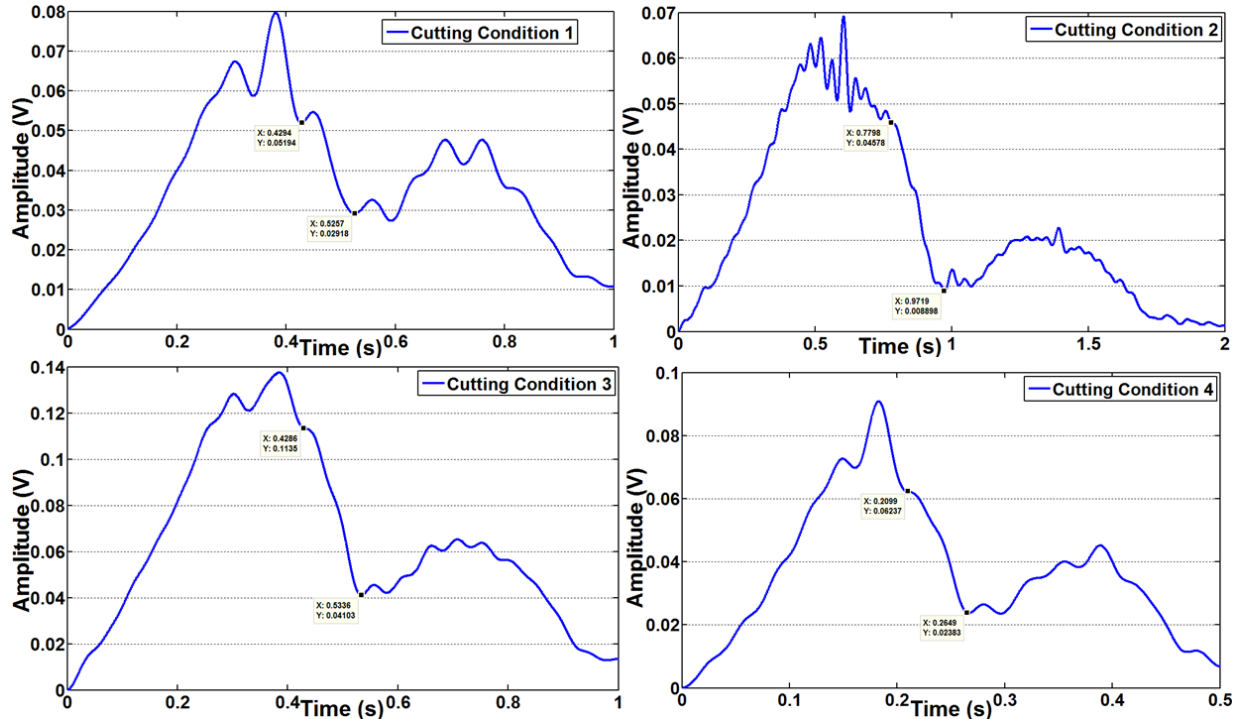 0.08
0.07
0.06
0.05
0.04
0.03
0.02
0.01
0
Amplitude (V)
Cutting Condition 1
X: 0.4294
Y: 0.05194
X: 0.5257
Y: 0.02918
0 0.2 0.4 0.6 0.8 1
Time (s)
0.07
0.06
0.05
0.04
0.03
0.02
0.01
0
Amplitude (V)
Cutting Condition 2
X: 0.7798
Y: 0.04578
X: 0.9719
Y: 0.008898
0 0.5 1 1.5 2
Time (s)
0.14
0.12
0.1
0.08
0.06
0.04
0.02
0
Amplitude (V)
Cutting Condition 3
X: 0.4286
Y: 0.1135
X: 0.5336
Y: 0.04103
0 0.2 0.4 0.6 0.8 1
Time (s)
0.1
0.08
0.06
0.04
0.02
0
Amplitude (V)
Cutting Condition 4
X: 0.2099
Y: 0.06237
X: 0.2649
Y: 0.02383
0 0.1 0.2 0.3 0.4 0.5
Time (s)